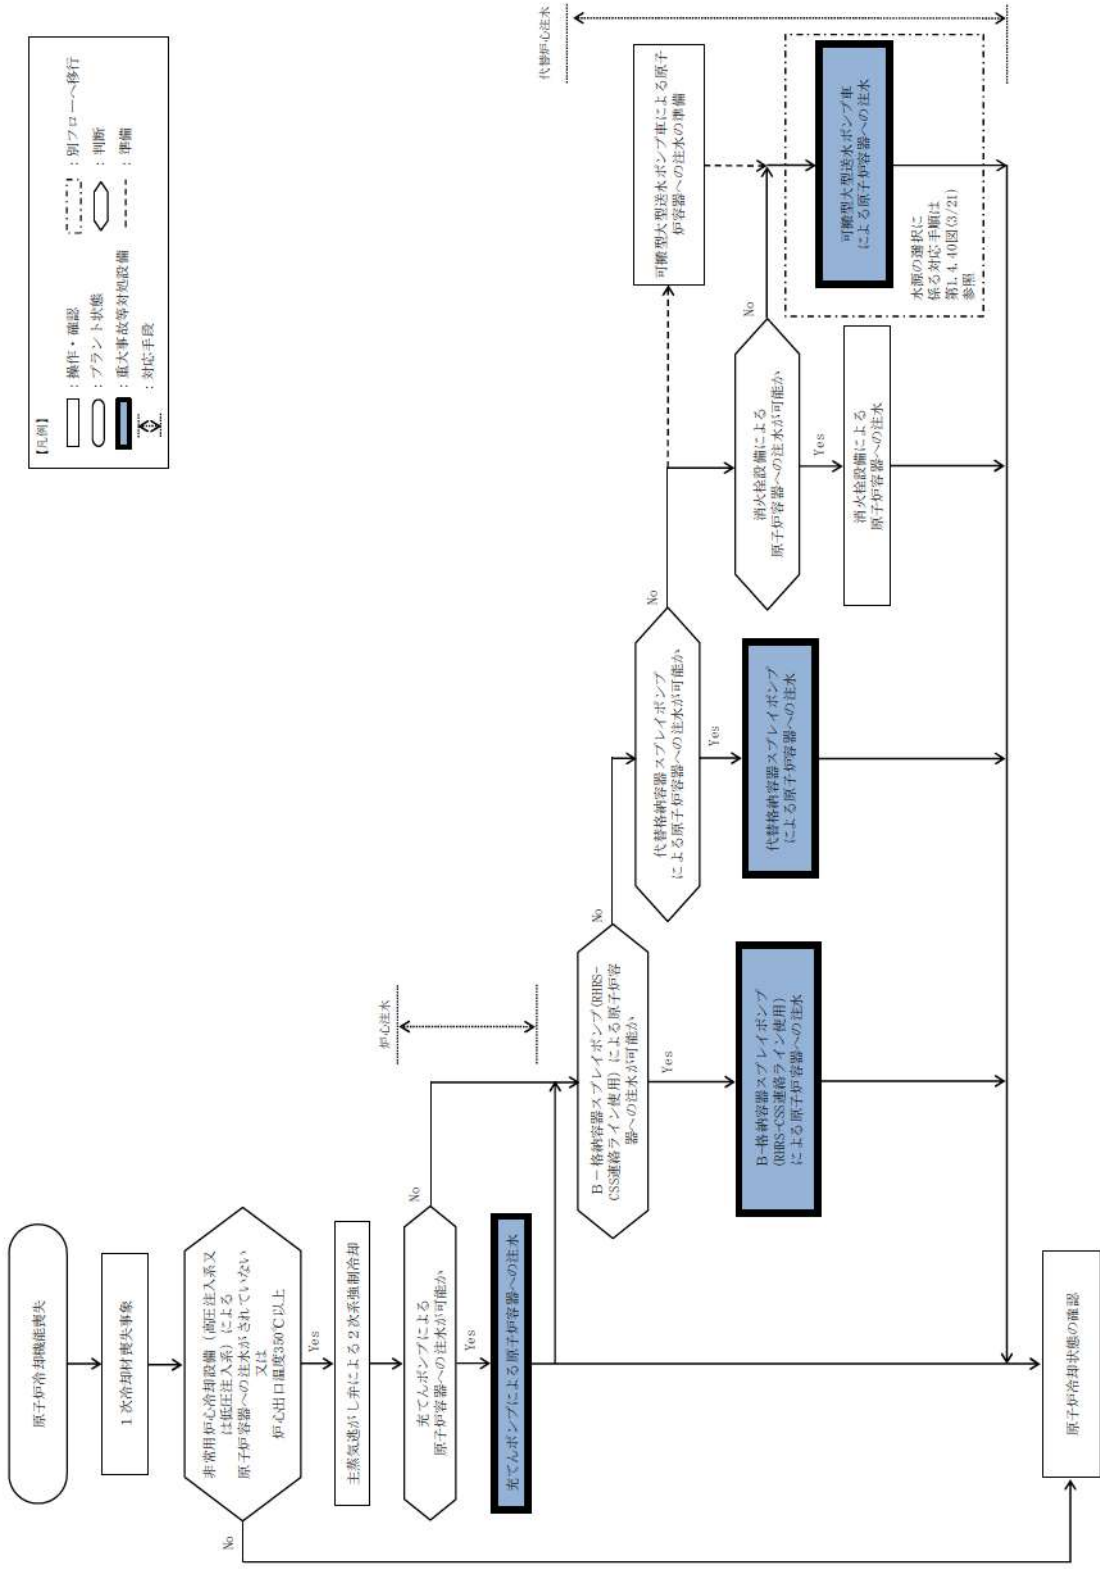 原子炉冷却機能喪失
1次冷却材喪失事象
非常用炉心冷却設備(高圧注入系又
は低圧注入系)による
原子炉容器への注水がされていない
又は
炉心出口温度350℃以上
No
Yes
主蒸気逃がし弁による2次系強制冷却
充てんポンプによる
原子炉容器への注水が可能か
No
Yes
充てんポンプによる原子炉容器への注水
炉心注水
B-格納容器スプレイポンプ(RHRS-
CSS連絡ライン使用)による原子炉容
器への注水が可能か
No
Yes
B-格納容器スプレイポンプ
(RHRS-CSS連絡ライン使用)
による原子炉容器への注水
代替格納容器スプレイポンプ
による原子炉容器への注水が可能か
No
Yes
代替格納容器スプレイポンプ
による原子炉容器への注水
消火栓設備による
原子炉容器への注水が可能か
No
Yes
消火栓設備による
原子炉容器への注水
可搬型大型送水ポンプ車による原子
炉容器への注水の準備
可搬型大型送水ポンプ車
による原子炉容器への注水
水源の選択に
係る対応手順は
第1.4.40図(3/21)
参照
代替炉心注水
原子炉冷却状態の確認
【凡例】
:操作・確認
:プラント状態
:重大事故等対処設備
:対応手段
:別フローへ移行
:判断
:準備